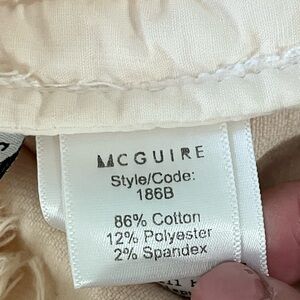 MCGUIRE
Style/Code:
186B
86% Cotton
12% Polyester
2% Spandex